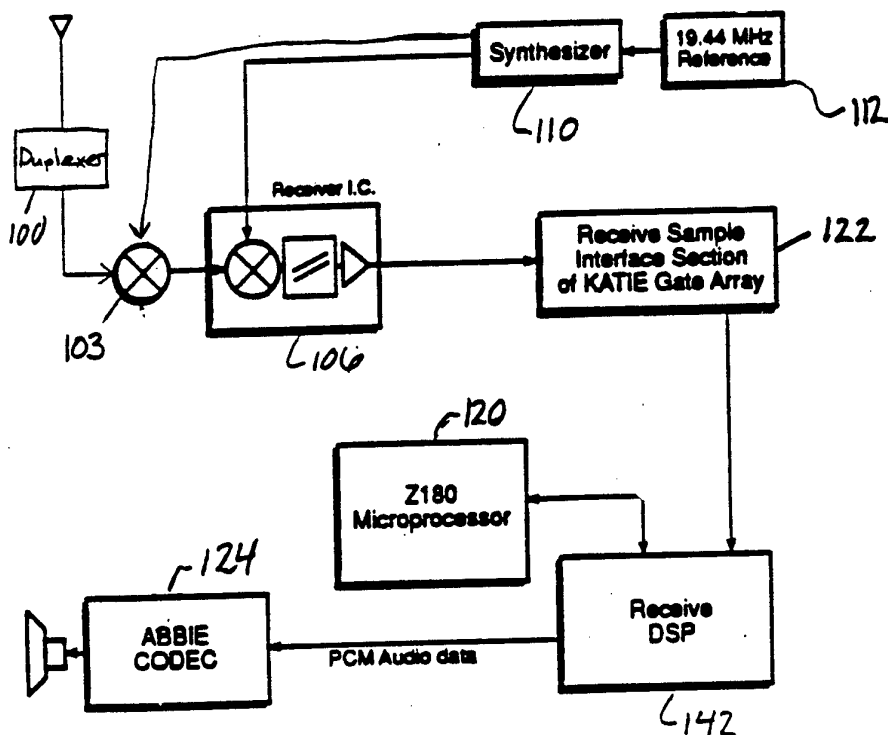 Synthesizer
19.44 MHz
Reference
110
112
Duplexer
100
Receiver I.C.
103
106
Receive Sample
Interface Section
of KATIE Gate Array
122
120
Z180
Microprocessor
124
ABBIE
CODEC
PCM Audio data
Receive
DSP
142